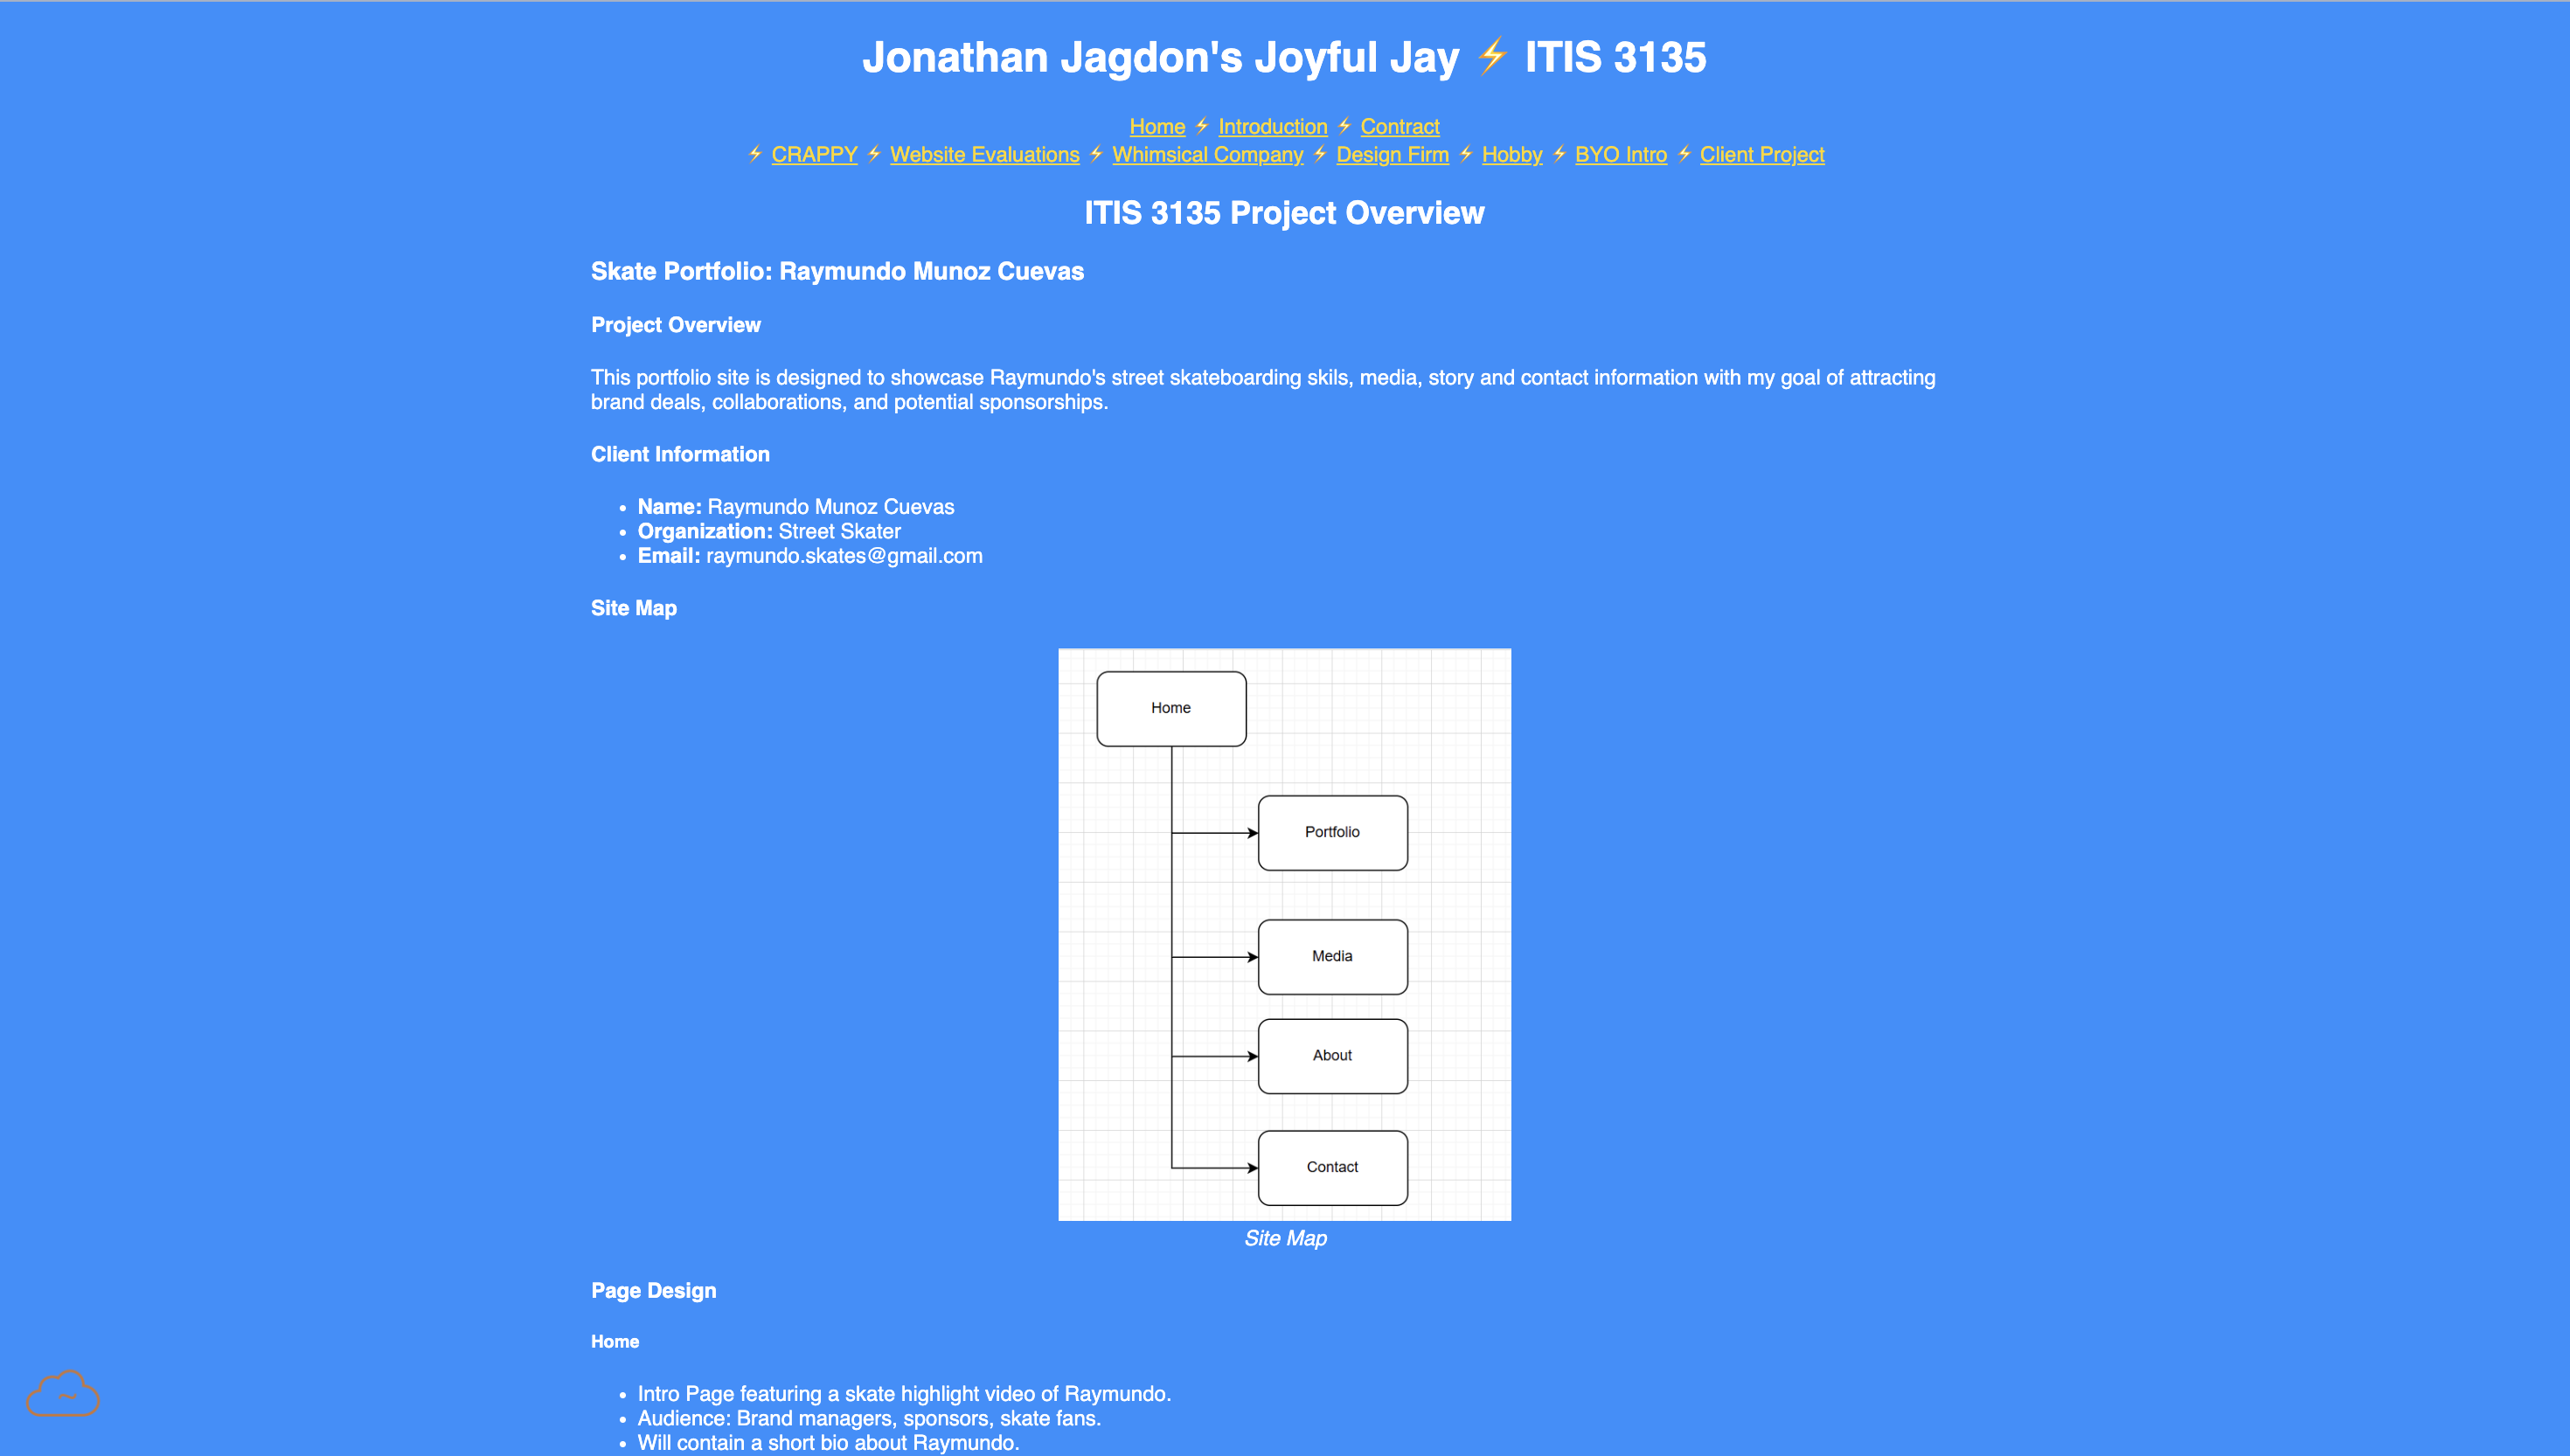 Jonathan Jagdon's Joyful Jay ⚡ ITIS 3135
Home ⚡ Introduction ⚡ Contract
⚡ CRAPPY ⚡ Website Evaluations ⚡ Whimsical Company ⚡ Design Firm ⚡ Hobby ⚡ BYO Intro ⚡ Client Project
ITIS 3135 Project Overview
Skate Portfolio: Raymundo Munoz Cuevas
Project Overview
This portfolio site is designed to showcase Raymundo's street skateboarding skils, media, story and contact information with my goal of attracting
brand deals, collaborations, and potential sponsorships.
Client Information
• Name: Raymundo Munoz Cuevas
• Organization: Street Skater
• Email: raymundo.skates@gmail.com
Site Map
Home
Portfolio
Media
About
Contact
Site Map
Page Design
Home
• Intro Page featuring a skate highlight video of Raymundo.
• Audience: Brand managers, sponsors, skate fans.
• Will contain a short bio about Raymundo.